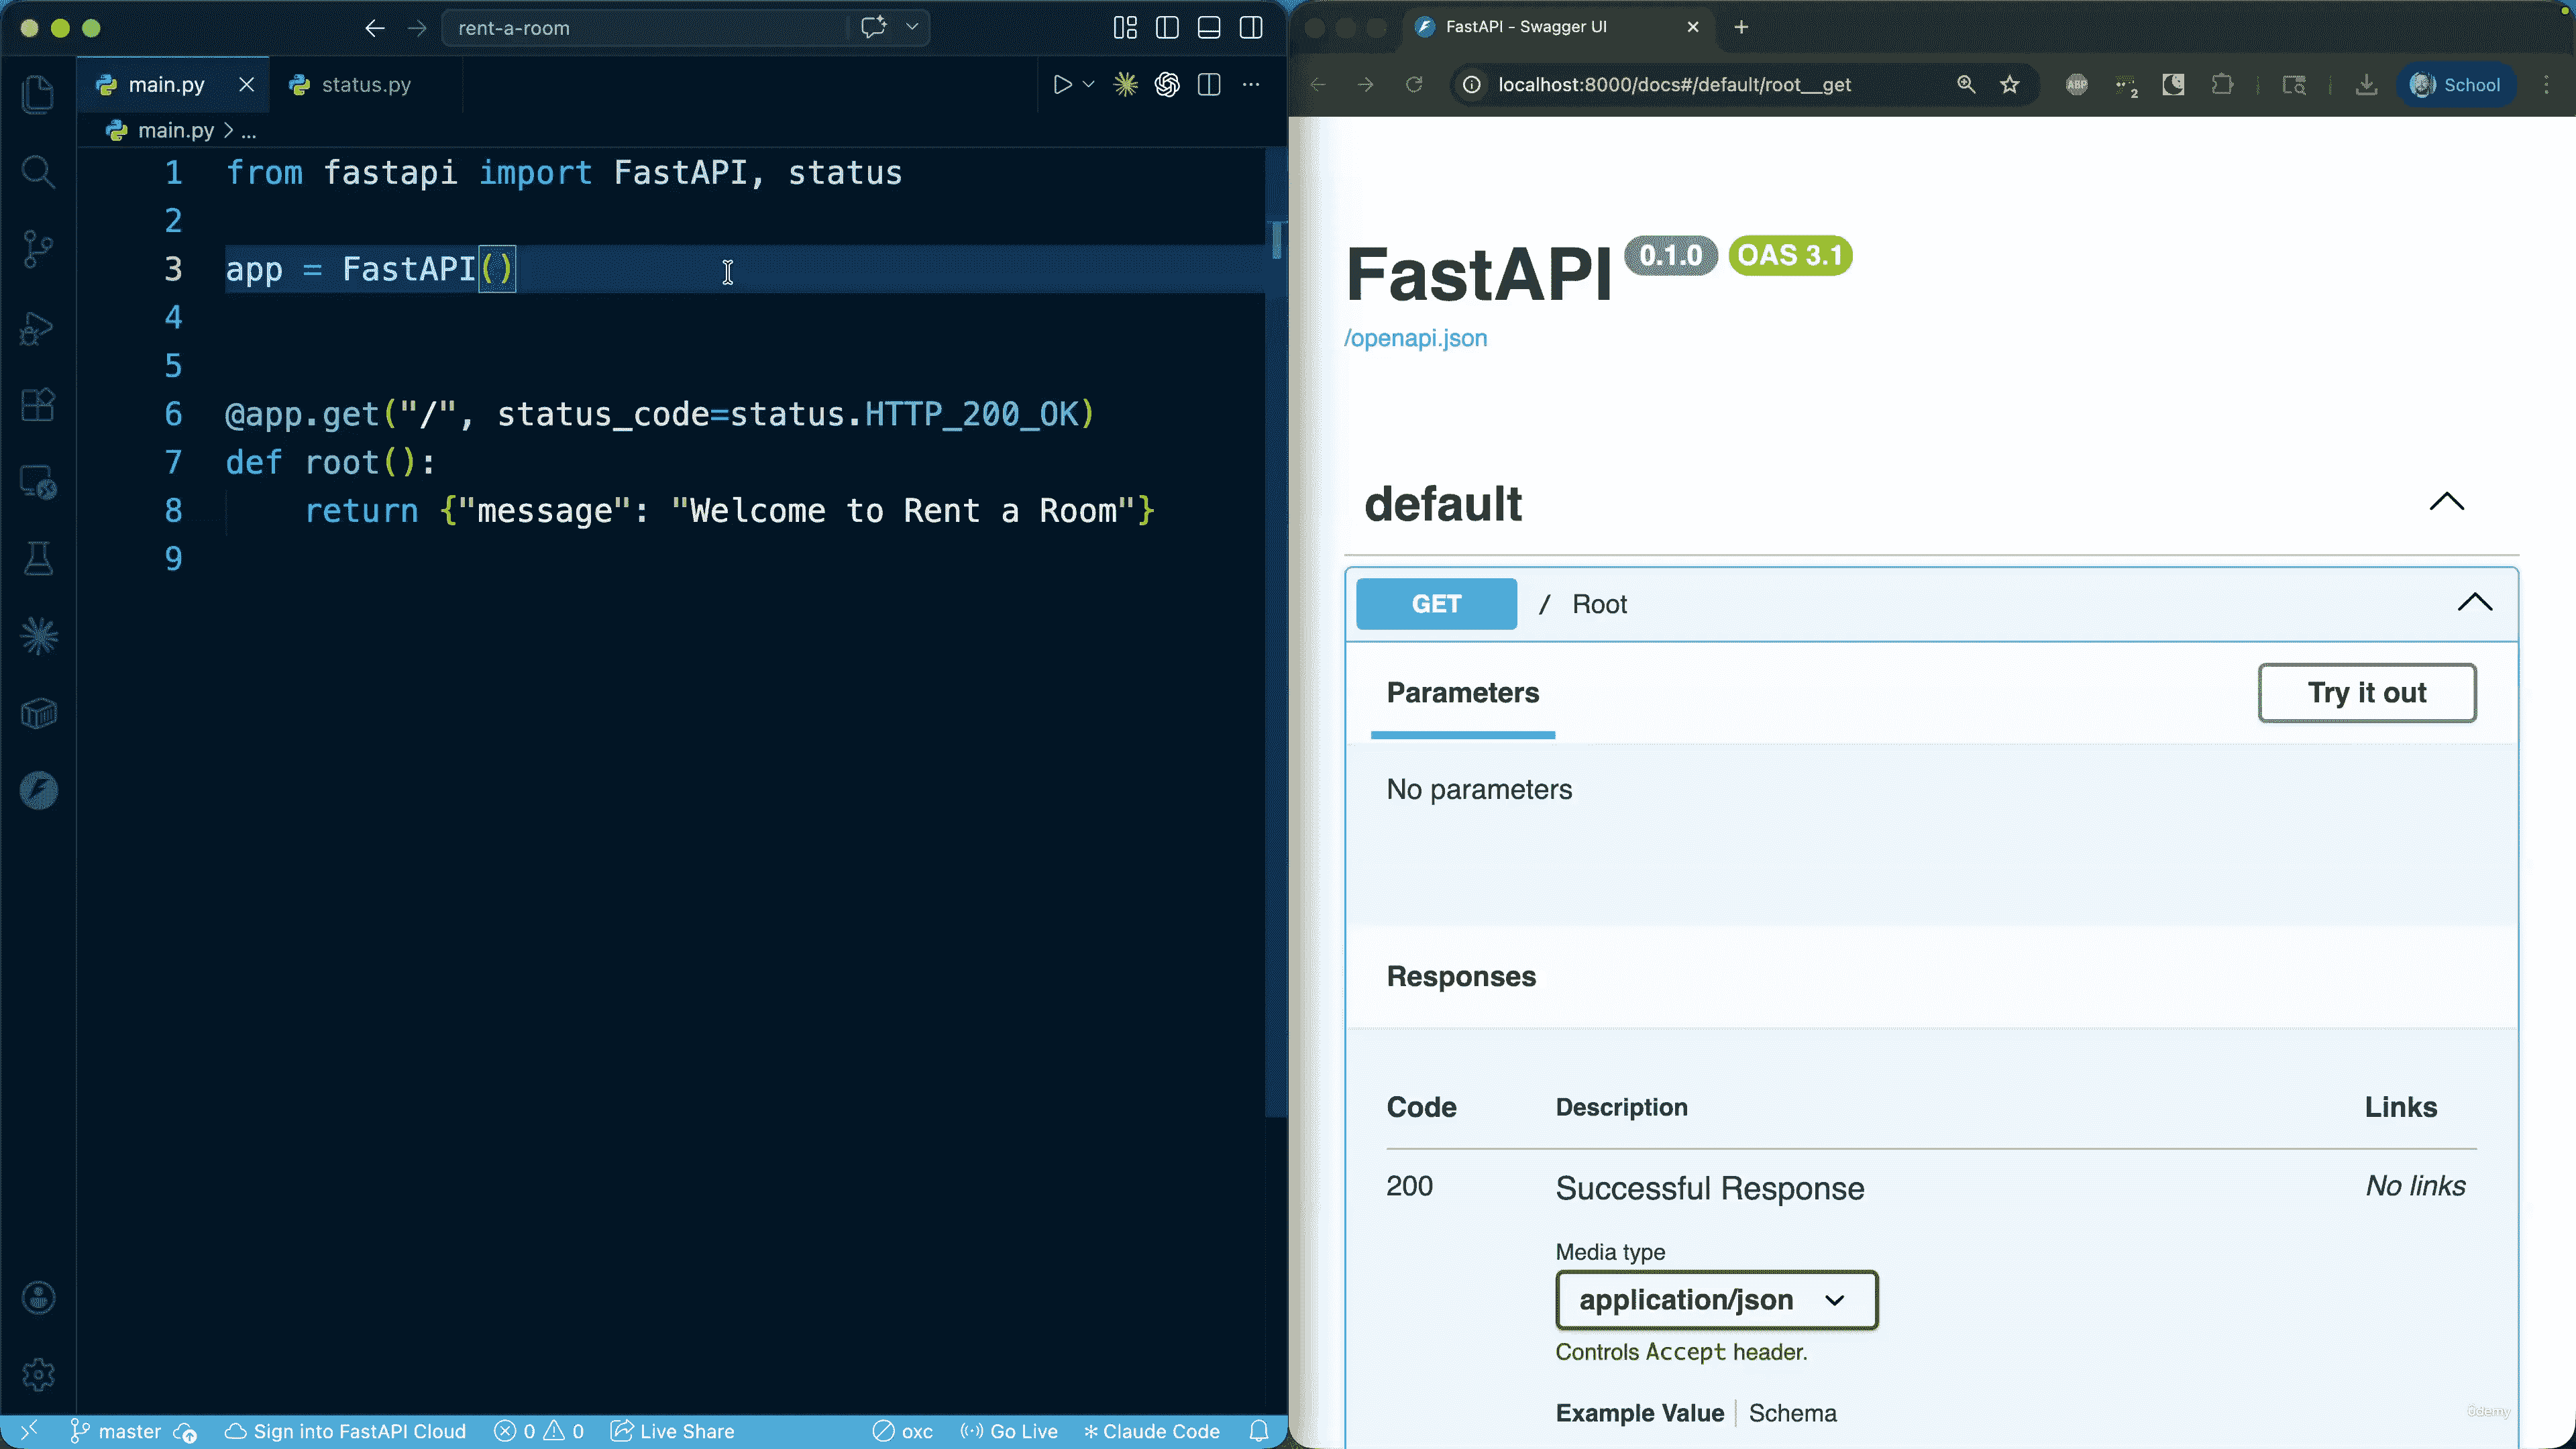 rent-a-room
main.py
status.py
main.py > ...
1 from fastapi import FastAPI, status
2
3 app = FastAPI()
4
5
6 @app.get("/", status_code=status.HTTP_200_OK)
7 def root():
8     return {"message": "Welcome to Rent a Room"}
9
master
Sign into FastAPI Cloud
0
0
Live Share
oxc
Go Live
Claude Code
FastAPI - Swagger UI
localhost:8000/docs#/default/root__get
ABP
2
School
FastAPI 0.1.0 OAS 3.1
/openapi.json
default
GET / Root
Parameters
Try it out
No parameters
Responses
Code Description Links
200 Successful Response No links
Media type
application/json
Controls Accept header.
Example Value Schema
ûdemy